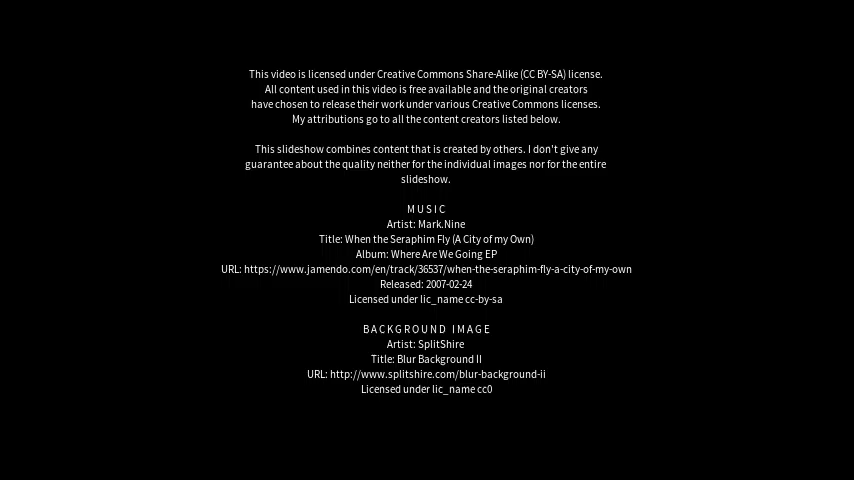 This video is licensed under Creative Commons Share-Alike (CC BY-SA) license.
All content used in this video is free available and the original creators
have chosen to release their work under various Creative Commons licenses.
My attributions go to all the content creators listed below.
This slideshow combines content that is created by others. I don't give any
guarantee about the quality neither for the individual images nor for the entire
slideshow.
MUSIC
Artist: Mark.Nine
Title: When the Seraphim Fly (A City of my Own)
Album: Where Are We Going EP
URL: https://www.jamendo.com/en/track/36537/when-the-seraphim-fly-a-city-of-my-own
Released: 2007-02-24
Licensed under lic_name cc-by-sa
BACKGROUND IMAGE
Artist: SplitShire
Title: Blur Background II
URL: http://www.splitshire.com/blur-background-ii
Licensed under lic_name cc0